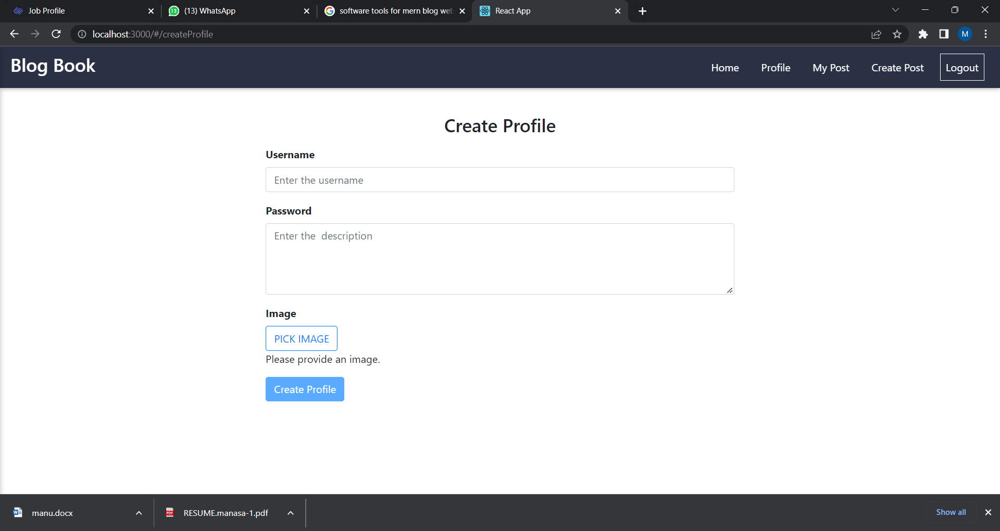 Job Profile
(13) WhatsApp
software tools for mern blog web
React App
localhost:3000/#/createProfile
M
Blog Book
Home
Profile
My Post
Create Post
Logout
Create Profile
Username
Enter the username
Password
Enter the  description
Image
PICK IMAGE
Please provide an image.
Create Profile
manu.docx
RESUME.manasa-1.pdf
Show all